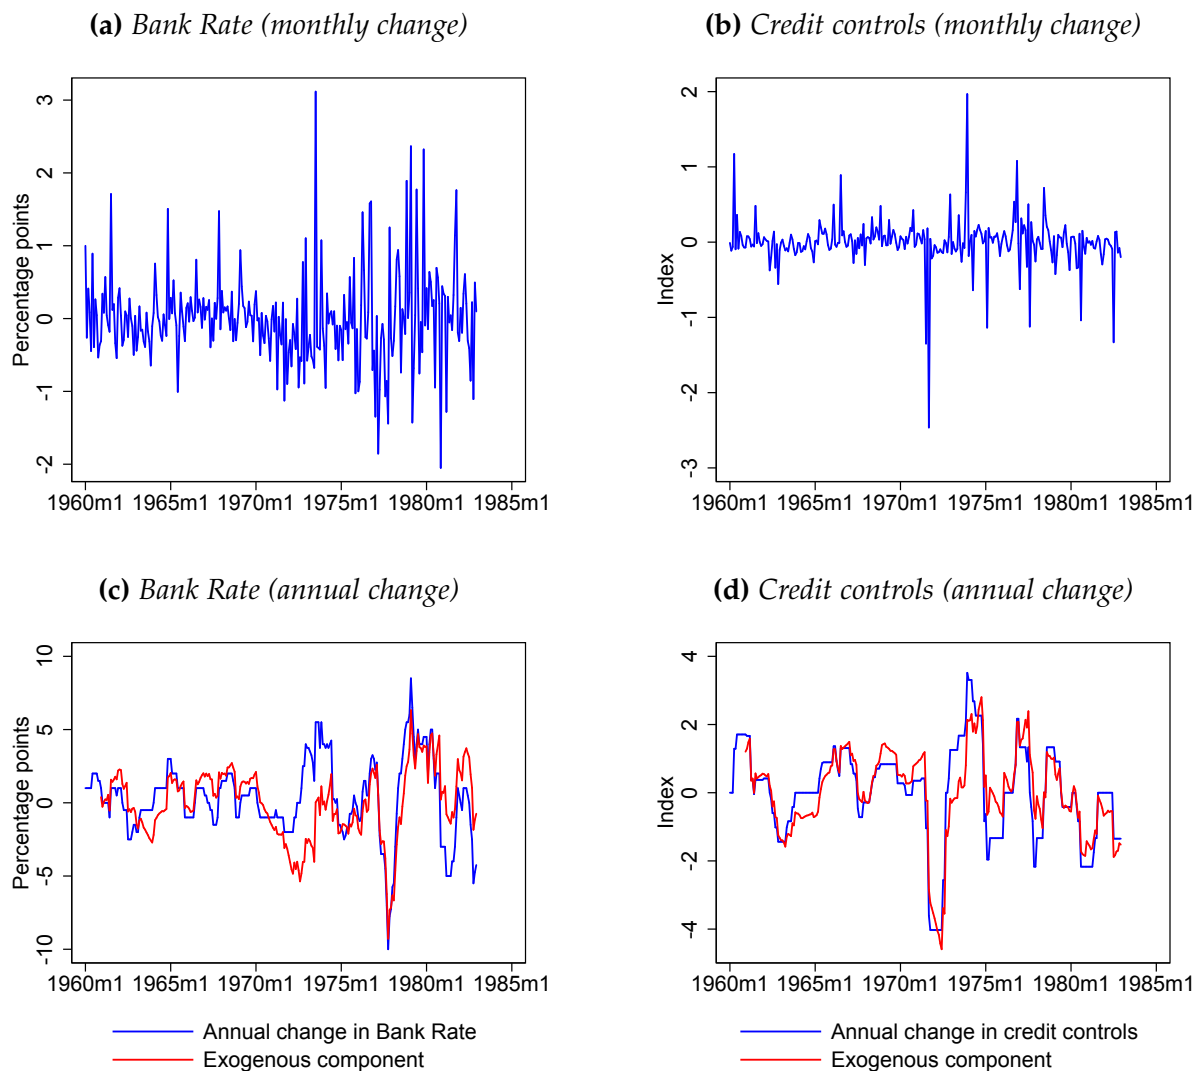 (a) Bank Rate (monthly change)
3
2
1
0
-1
-2
Percentage points
1960m1 1965m1 1970m1 1975m1 1980m1 1985m1
(b) Credit controls (monthly change)
2
1
0
-1
-2
-3
Index
1960m1 1965m1 1970m1 1975m1 1980m1 1985m1
(c) Bank Rate (annual change)
10
5
0
-5
-10
Percentage points
1960m1 1965m1 1970m1 1975m1 1980m1 1985m1
Annual change in Bank Rate
Exogenous component
(d) Credit controls (annual change)
4
2
0
-2
-4
Index
1960m1 1965m1 1970m1 1975m1 1980m1 1985m1
Annual change in credit controls
Exogenous component